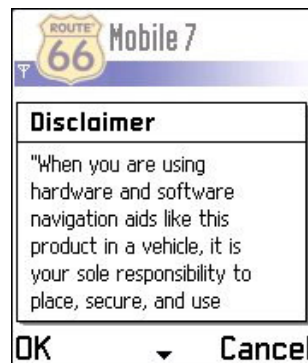 ROUTE
66
Mobile 7
Disclaimer
"When you are using
hardware and software
navigation aids like this
product in a vehicle, it is
your sole responsibility to
place, secure, and use
OK Cance